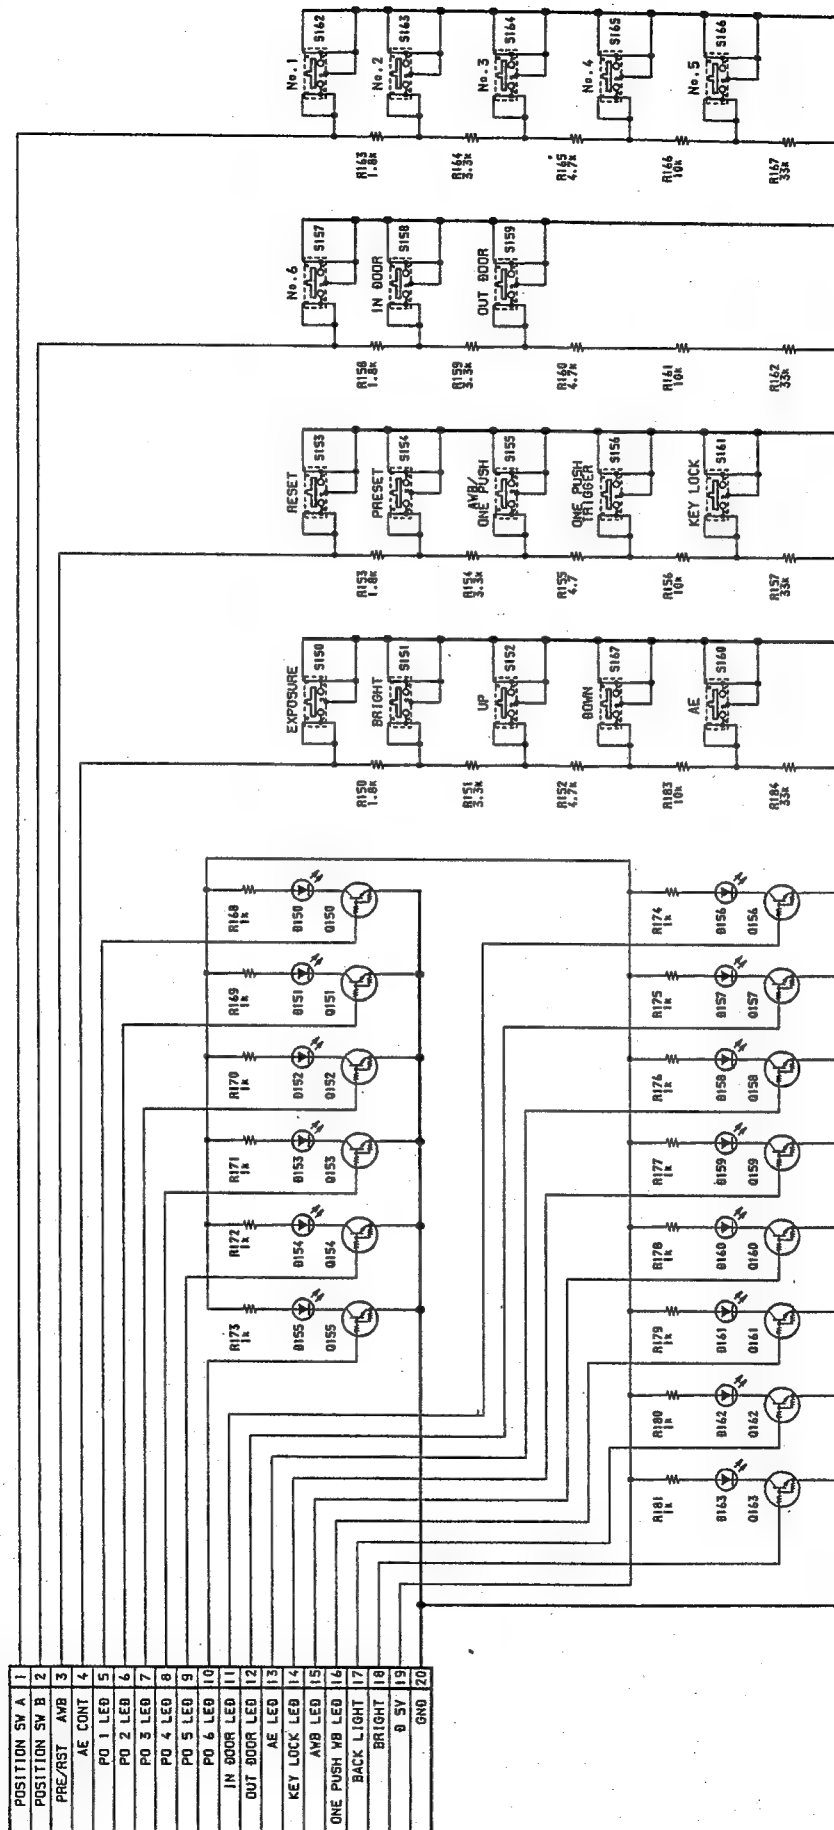 POSITION SW A 1
POSITION SW B 2
PRE/RST AWB 3
AE CONT 4
PO 1 LED 5
PO 2 LED 6
PO 3 LED 7
PO 4 LED 8
PO 5 LED 9
PO 6 LED 10
IN DOOR LED 11
OUT DOOR LED 12
AE LED 13
KEY LOCK LED 14
AWB LED 15
ONE PUSH WB LED 16
BACK LIGHT 17
BRIGHT 18
D 5V 19
GND 20
No.1 S162
No.2 S163
No.3 S164
No.4 S165
No.5 S166
R163 1.8k
R164 3.3k
R165 4.7k
R166 10k
R167 33k
No.6 S157
IN DOOR S158
OUT DOOR S159
R158 1.8k
R159 3.3k
R160 4.7k
R161 10k
R162 33k
RESET S153
PRESET S154
AWB/
ONE PUSH S155
ONE PUSH
TRIGGER S156
KEY LOCK S161
R153 1.8k
R154 3.3k
R155 4.7
R156 10k
R157 33k
EXPOSURE S150
BRIGHT S151
UP S152
DOWN S167
AE S160
R150 1.8k
R151 3.3k
R152 4.7k
R183 10k
R184 33k
R168 1k D150 Q150
R169 1k D151 Q151
R170 1k D152 Q152
R171 1k D153 Q153
R172 1k D154 Q154
R173 1k D155 Q155
R174 1k D156 Q156
R175 1k D157 Q157
R176 1k D158 Q158
R177 1k D159 Q159
R178 1k D160 Q160
R179 1k D161 Q161
R180 1k D162 Q162
R181 1k D163 Q163